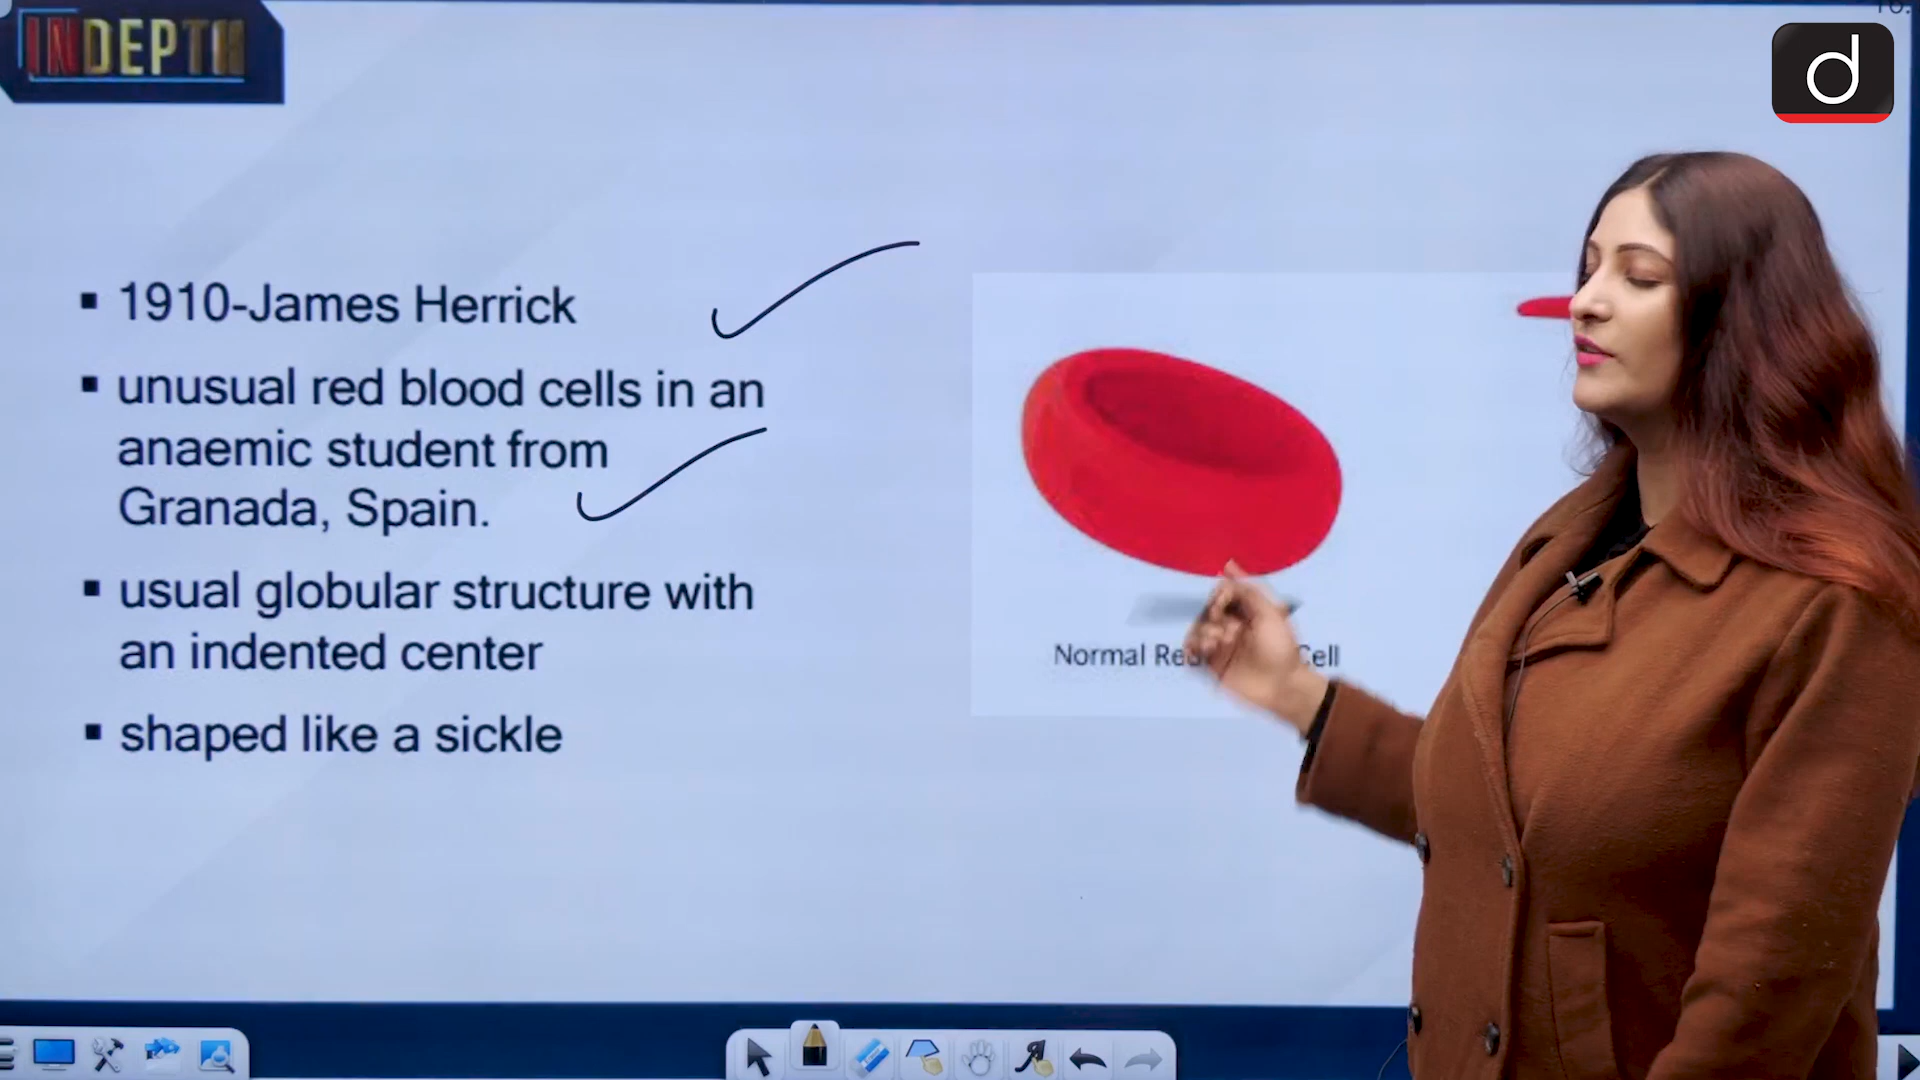 INDEPTH
d
1910-James Herrick
unusual red blood cells in an
anaemic student from
Granada, Spain.
usual globular structure with
an indented center
shaped like a sickle
Normal Red Cell